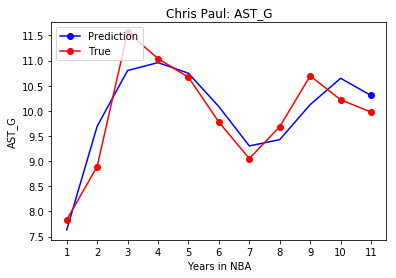 Chris Paul: AST_G
Prediction
True
AST_G
11.5
11.0
10.5
10.0
9.5
9.0
8.5
8.0
7.5
1 2 3 4 5 6 7 8 9 10 11
Years in NBA